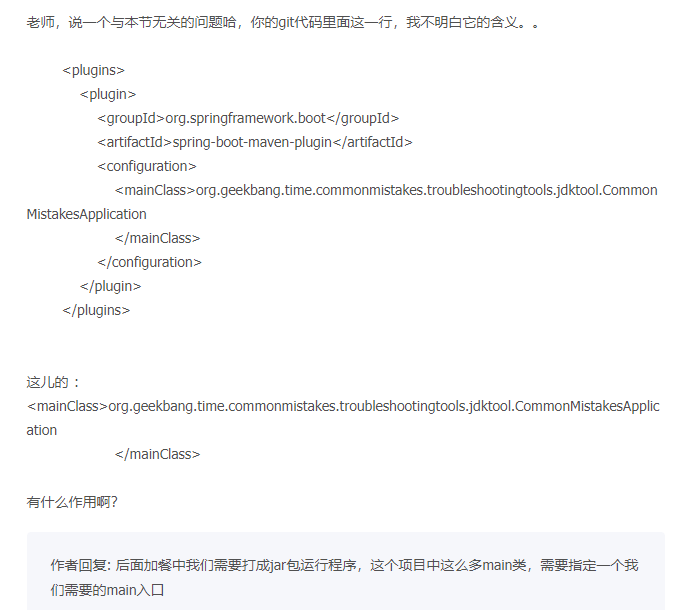 老师，说一个与本节无关的问题哈，你的git代码里面这一行，我不明白它的含义。。
<plugins>
<plugin>
<groupId>org.springframework.boot</groupId>
<artifactId>spring-boot-maven-plugin</artifactId>
<configuration>
<mainClass>org.geekbang.time.commonmistakes.troubleshootingtools.jdktool.Common
MistakesApplication
</mainClass>
</configuration>
</plugin>
</plugins>
这儿的：
<mainClass>org.geekbang.time.commonmistakes.troubleshootingtools.jdktool.CommonMistakesApplic
ation
</mainClass>
有什么作用啊?
作者回复: 后面加餐中我们需要打成jar包运行程序，这个项目中这么多main类，需要指定一个我
们需要的main入口